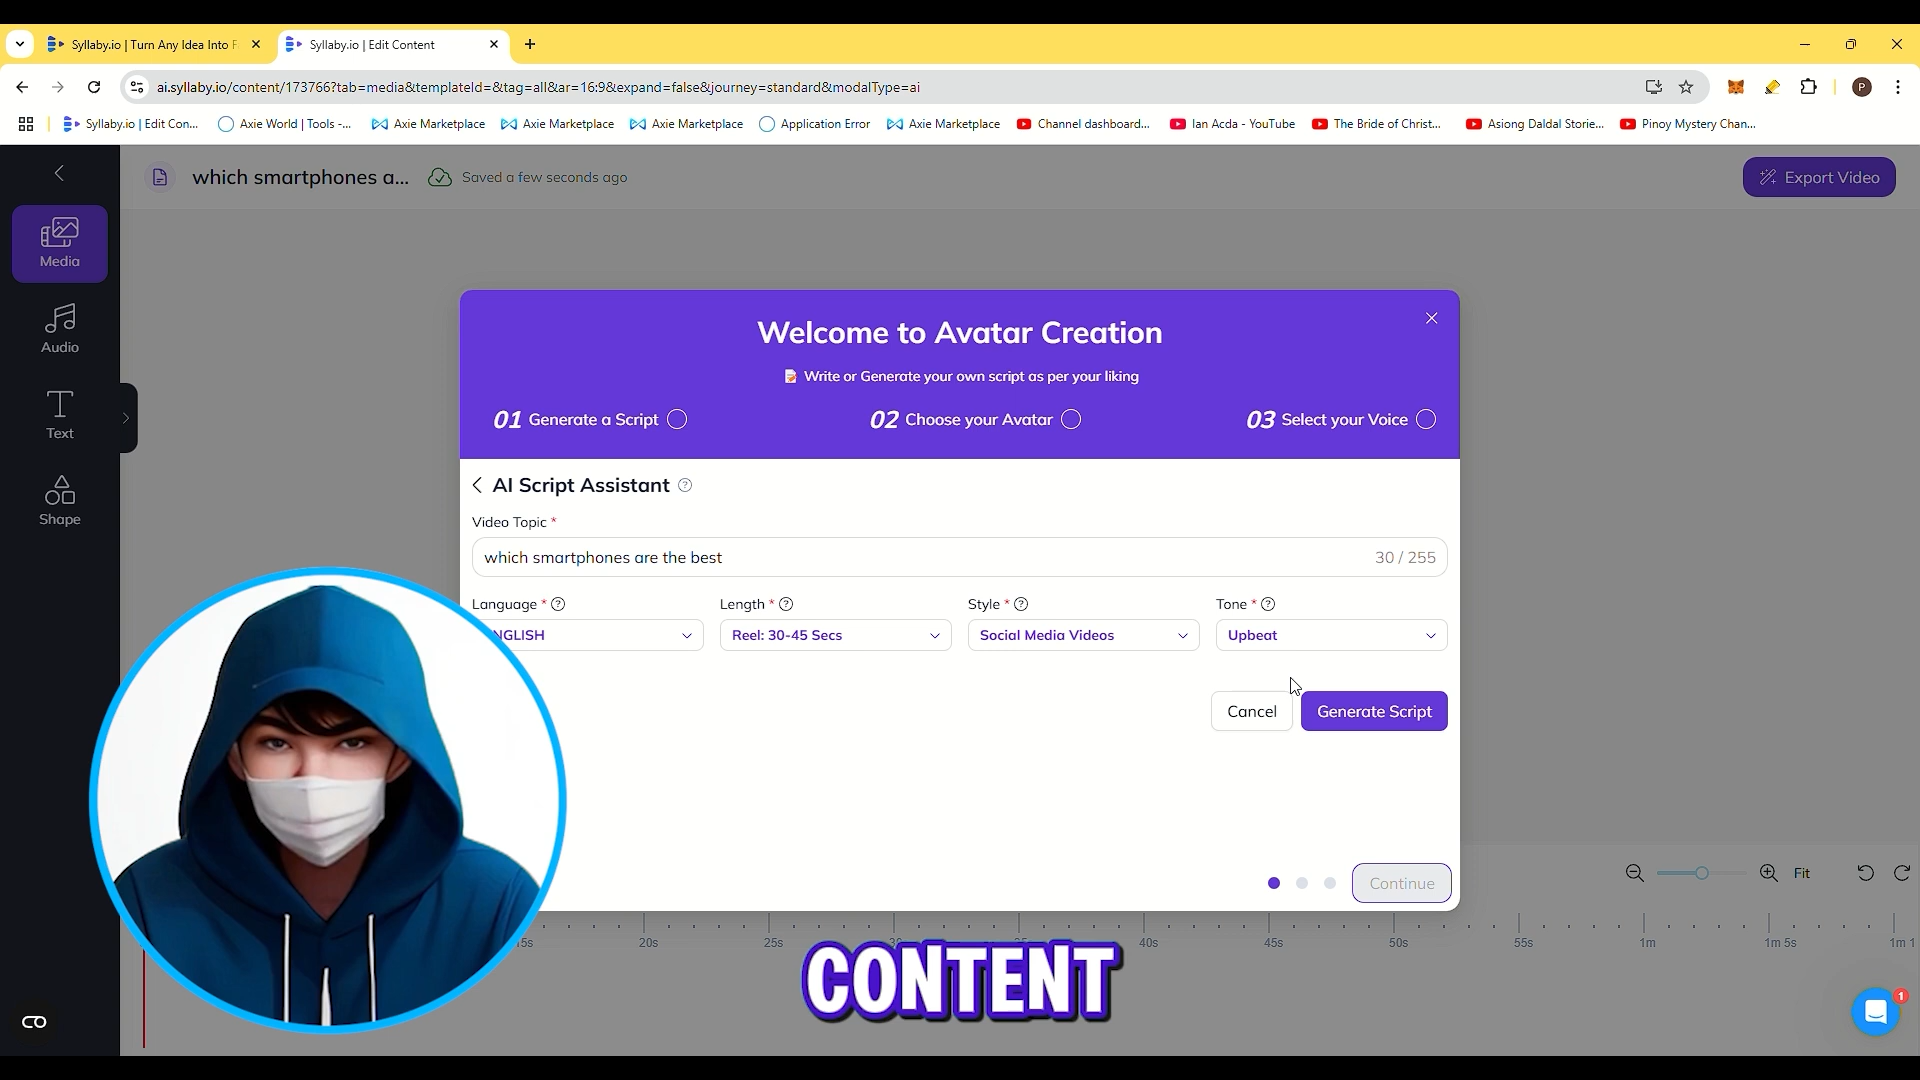 Syllaby.io | Turn Any Idea Into F
Syllaby.io | Edit Content
ai.syllaby.io/content/173766?tab=media&templateId=&tag=all&ar=16:9&expand=false&journey=standard&modalType=ai
P
Syllaby.io | Edit Con...
Axie World | Tools -...
Axie Marketplace
Axie Marketplace
Axie Marketplace
Application Error
Axie Marketplace
Channel dashboard...
Ian Acda - YouTube
The Bride of Christ...
Asiong Daldal Storie...
Pinoy Mystery Chan...
which smartphones a...
Saved a few seconds ago
Export Video
Media
Audio
Text
Shape
Welcome to Avatar Creation
Write or Generate your own script as per your liking
01 Generate a Script
02 Choose your Avatar
03 Select your Voice
AI Script Assistant
Video Topic *
which smartphones are the best
30 / 255
Language *
Length *
Style *
Tone *
NGLISH
Reel: 30-45 Secs
Social Media Videos
Upbeat
Cancel
Generate Script
Continue
Fit
5s
20s
25s
30s
40s
45s
50s
55s
1m
1m 5s
1m 1
CONTENT
1